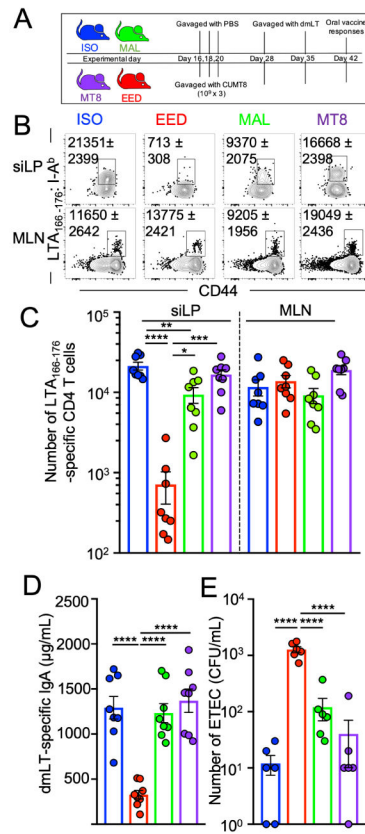 A
Gavaged with PBS
Gavaged with dmLT
Oral vaccine
responses
ISO
MAL
Experimental day
Day 16,18,20
Day 28
Day 35
Day 42
Gavaged with CUMT8
(10⁹ x 3)
MT8
EED
B
ISO
EED
MAL
MT8
siLP
21351±
2399
713 ±
308
9370 ±
2075
16668 ±
2398
MLN
11650 ±
2642
13775 ±
2421
9205 ±
1956
19049 ±
2436
LTA166-176: I-Aᵇ
CD44
C
siLP
MLN
Number of LTA166-176
-specific CD4 T cells
10⁵
10⁴
10³
10²
**
****
***
*
D
dmLT-specific IgA (µg/mL)
2500
2000
1500
1000
500
****
****
****
E
Number of ETEC (CFU/mL)
10⁴
10³
10²
10¹
10⁰
****
****
****